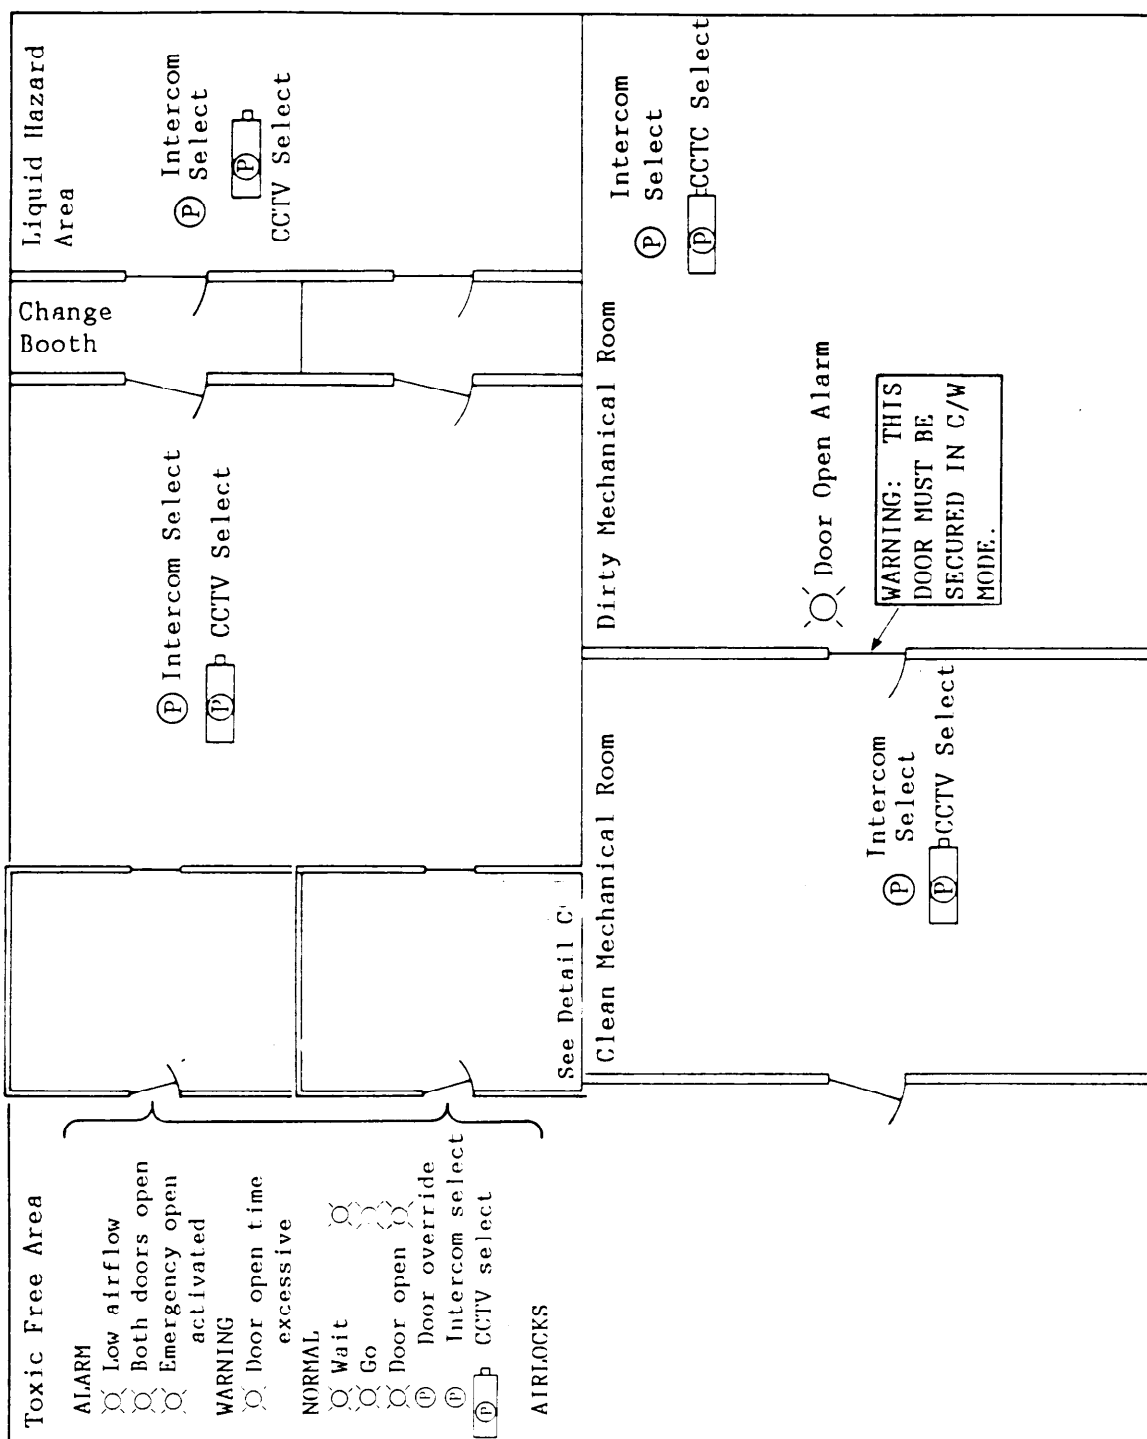 Toxic Free Area
ALARM
Low airflow
Both doors open
Emergency open
activated
WARNING
Door open time
excessive
NORMAL
Wait
Go
Door open
P Door override
P Intercom select
P CCTV select
AIRLOCKS
See Detail C
P Intercom Select
P CCTV Select
Change
Booth
Liquid Hazard
Area
P Intercom
Select
P
CCTV Select
Clean Mechanical Room
P Intercom
Select
P CCTV Select
Dirty Mechanical Room
Door Open Alarm
WARNING: THIS
DOOR MUST BE
SECURED IN C/W
MODE.
P Intercom
Select
P CCTC Select